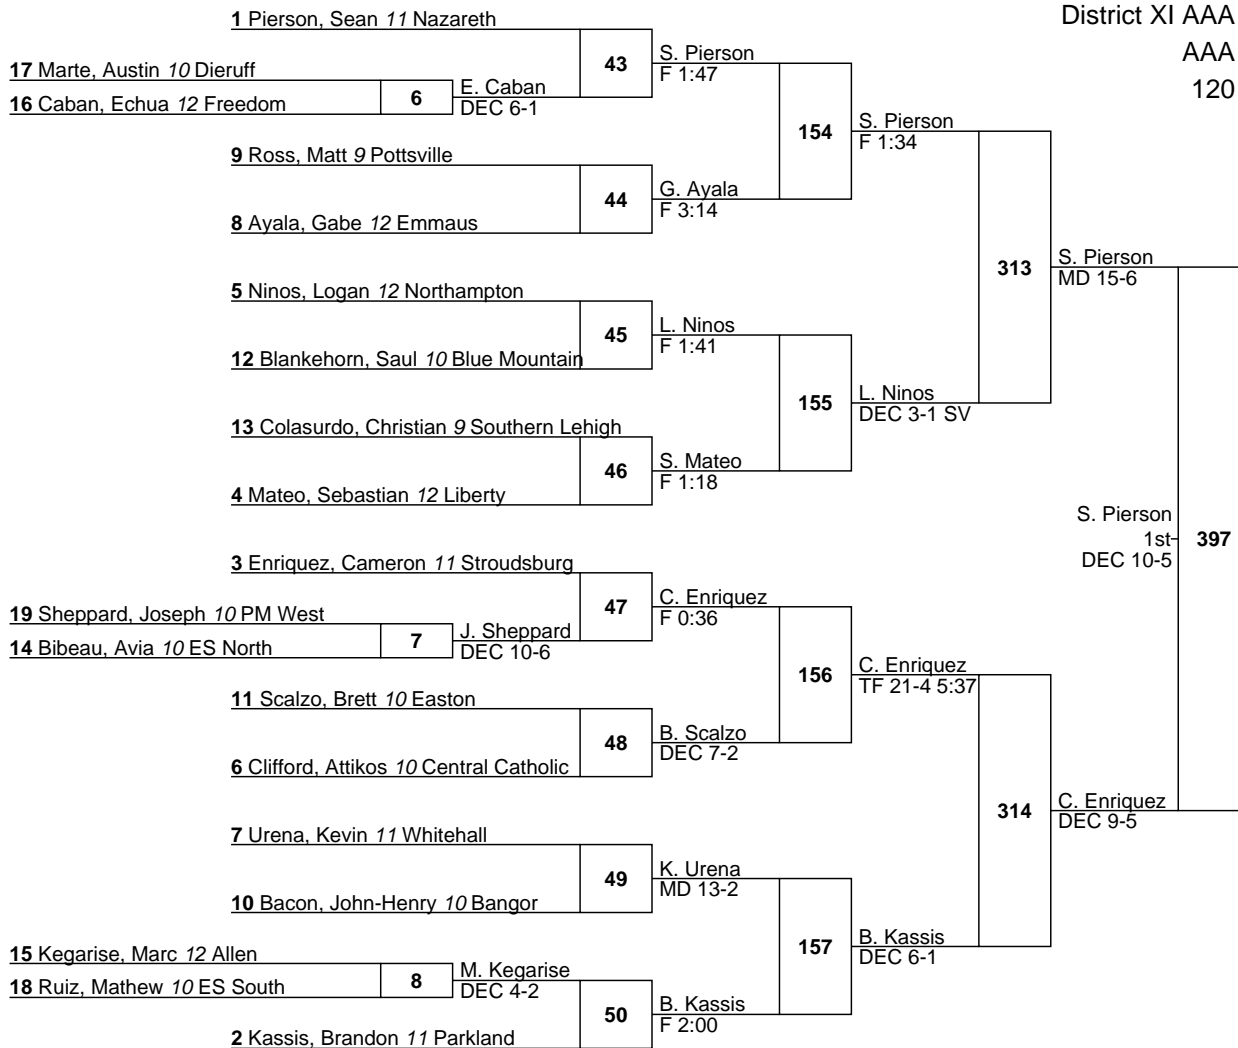 District XI AAA
AAA
120
1 Pierson, Sean 11 Nazareth
17 Marte, Austin 10 Dieruff
16 Caban, Echua 12 Freedom
6
E. Caban
DEC 6-1
43
S. Pierson
F 1:47
9 Ross, Matt 9 Pottsville
8 Ayala, Gabe 12 Emmaus
44
G. Ayala
F 3:14
154
S. Pierson
F 1:34
5 Ninos, Logan 12 Northampton
12 Blankehorn, Saul 10 Blue Mountain
45
L. Ninos
F 1:41
13 Colasurdo, Christian 9 Southern Lehigh
4 Mateo, Sebastian 12 Liberty
46
S. Mateo
F 1:18
155
L. Ninos
DEC 3-1 SV
313
S. Pierson
MD 15-6
3 Enriquez, Cameron 11 Stroudsburg
19 Sheppard, Joseph 10 PM West
14 Bibeau, Avia 10 ES North
7
J. Sheppard
DEC 10-6
47
C. Enriquez
F 0:36
11 Scalzo, Brett 10 Easton
6 Clifford, Attikos 10 Central Catholic
48
B. Scalzo
DEC 7-2
156
C. Enriquez
TF 21-4 5:37
7 Urena, Kevin 11 Whitehall
10 Bacon, John-Henry 10 Bangor
49
K. Urena
MD 13-2
15 Kegarise, Marc 12 Allen
18 Ruiz, Mathew 10 ES South
8
M. Kegarise
DEC 4-2
2 Kassis, Brandon 11 Parkland
50
B. Kassis
F 2:00
157
B. Kassis
DEC 6-1
314
C. Enriquez
DEC 9-5
S. Pierson
1st
DEC 10-5
397